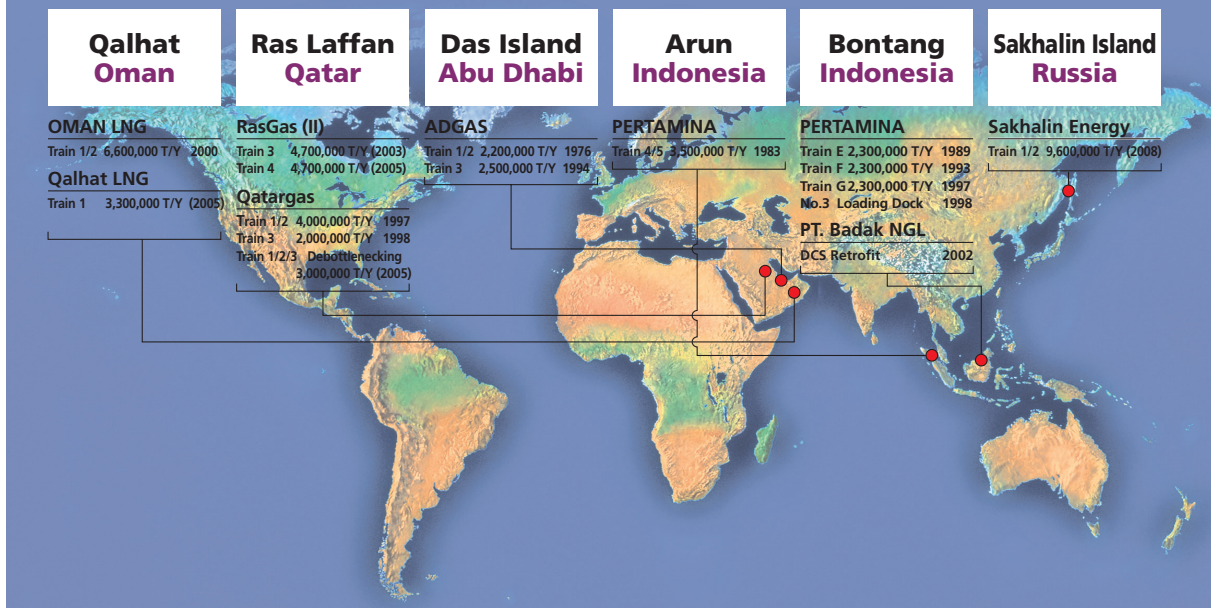 Qalhat
Oman
OMAN LNG
Train 1/2 6,600,000 T/Y 2000
Qalhat LNG
Train 1 3,300,000 T/Y (2005)
Ras Laffan
Qatar
RasGas (II)
Train 3 4,700,000 T/Y (2003)
Train 4 4,700,000 T/Y (2005)
Qatargas
Train 1/2 4,000,000 T/Y 1997
Train 3 2,000,000 T/Y 1998
Train 1/2/3 Debottlenecking
3,000,000 T/Y (2005)
Das Island
Abu Dhabi
ADGAS
Train 1/2 2,200,000 T/Y 1976
Train 3 2,500,000 T/Y 1994
Arun
Indonesia
PERTAMINA
Train 4/5 3,500,000 T/Y 1983
Bontang
Indonesia
PERTAMINA
Train E 2,300,000 T/Y 1989
Train F 2,300,000 T/Y 1993
Train G 2,300,000 T/Y 1997
No.3 Loading Dock 1998
PT. Badak NGL
DCS Retrofit 2002
Sakhalin Island
Russia
Sakhalin Energy
Train 1/2 9,600,000 T/Y (2008)